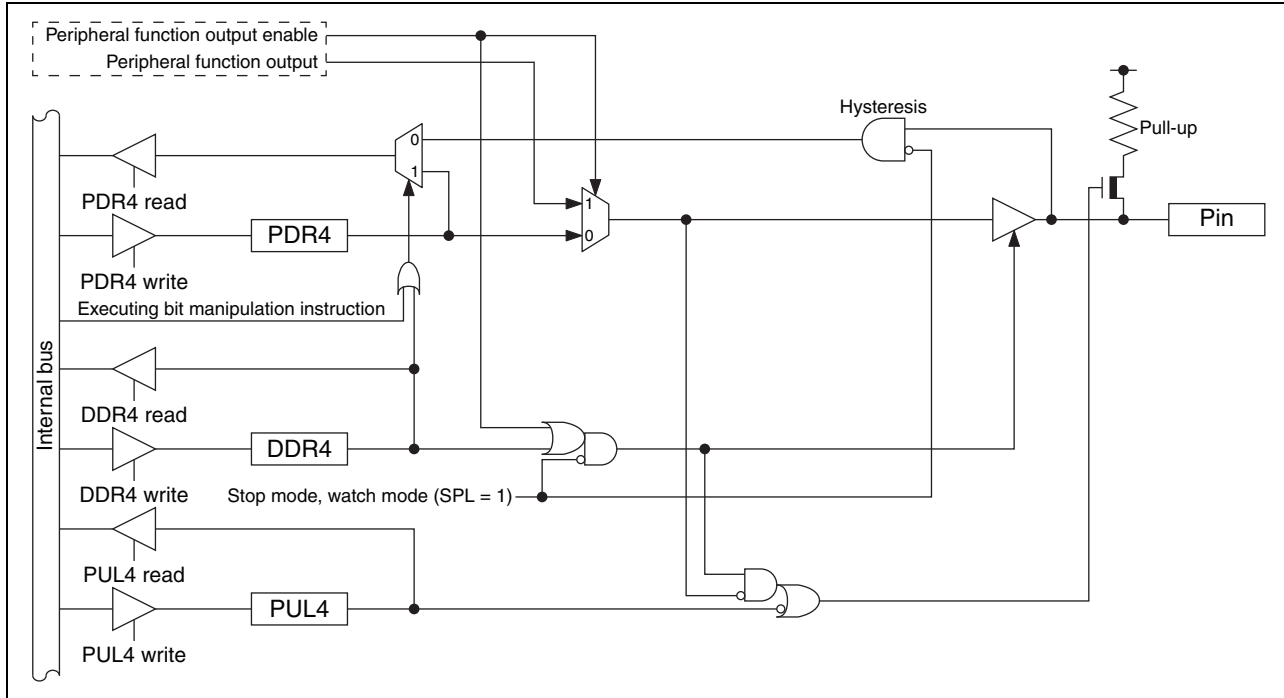 Peripheral function output enable
Peripheral function output
Hysteresis
Pull-up
0
1
PDR4 read
1
0
PDR4
Pin
PDR4 write
Executing bit manipulation instruction
Internal bus
DDR4 read
DDR4
DDR4 write
Stop mode, watch mode (SPL = 1)
PUL4 read
PUL4
PUL4 write